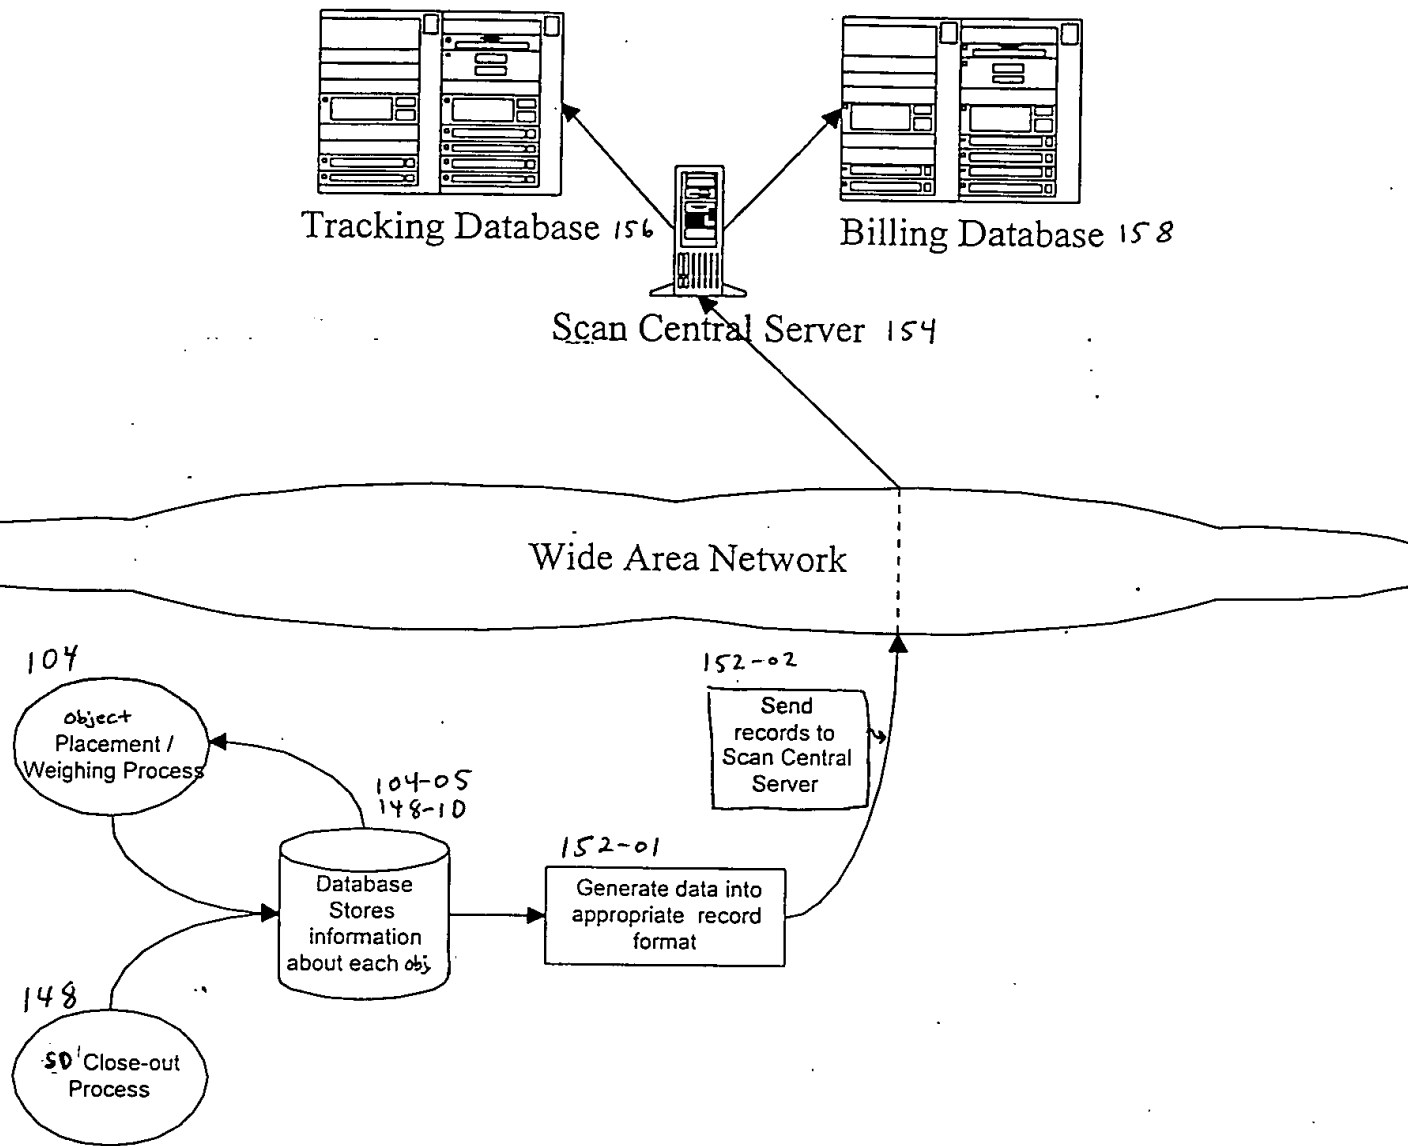 Tracking Database 156
Billing Database 158
Scan Central Server 154
Wide Area Network
104
object
Placement /
Weighing Process
152-02
Send
records to
Scan Central
Server
104-05
148-10
152-01
Database
Stores
information
about each obj
Generate data into
appropriate record
format
148
SD Close-out
Process